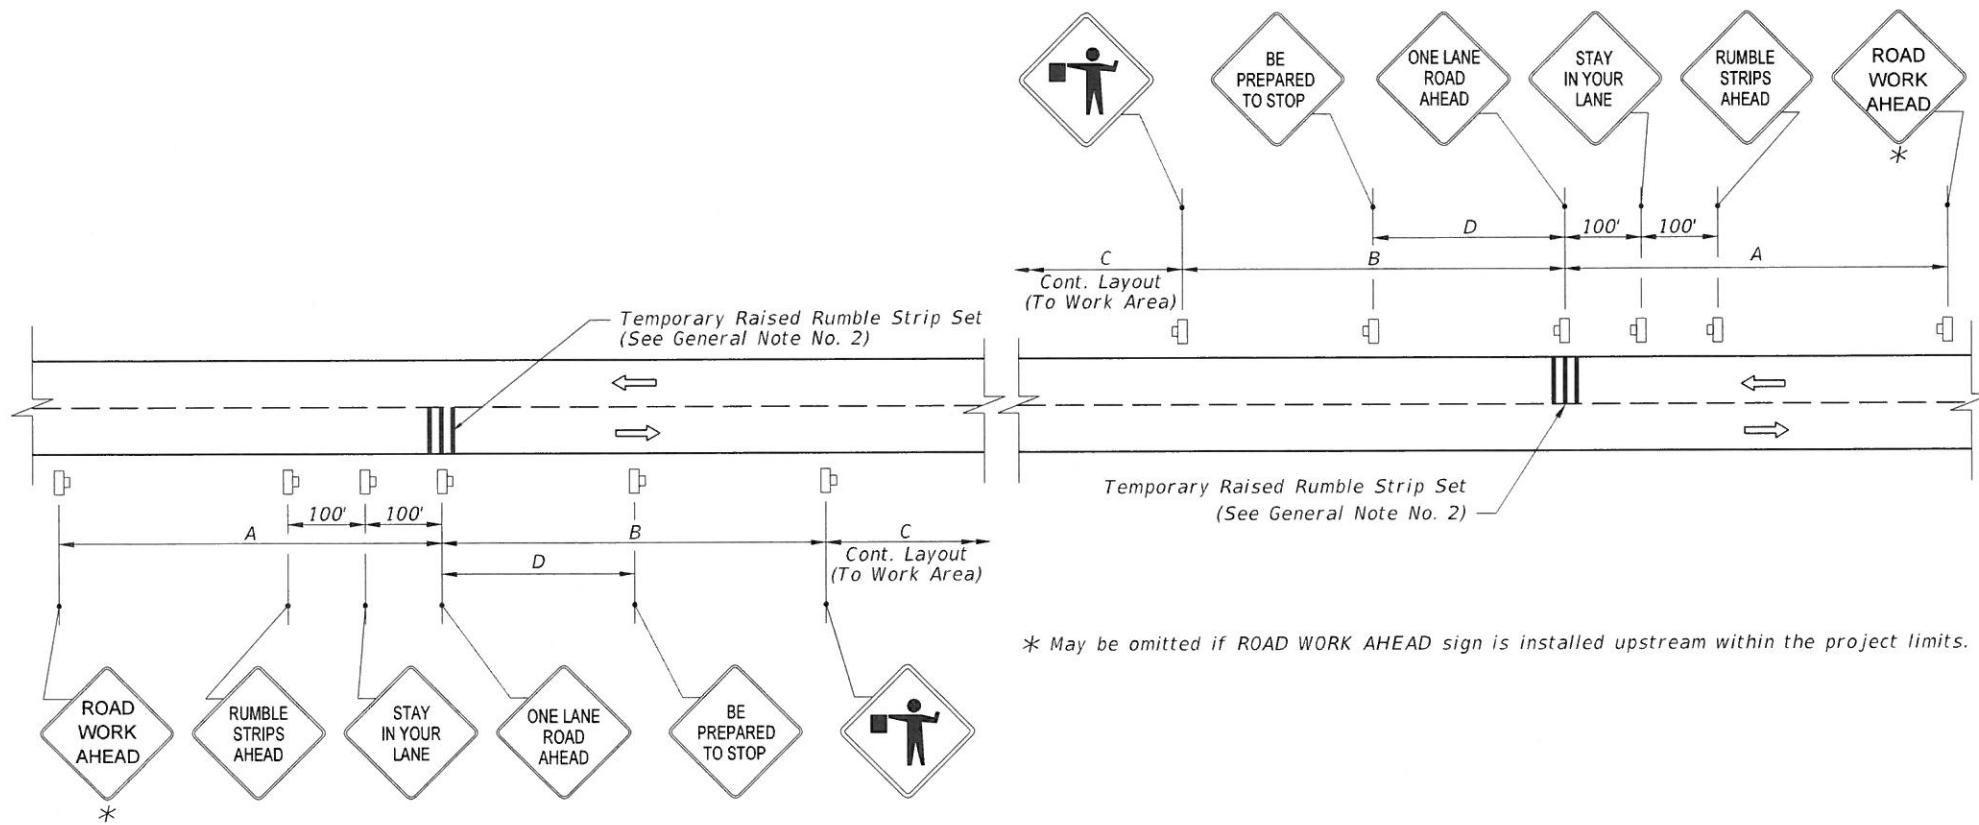 BE
PREPARED
TO STOP
ONE LANE
ROAD
AHEAD
STAY
IN YOUR
LANE
RUMBLE
STRIPS
AHEAD
ROAD
WORK
AHEAD
*
D
100'
100'
C
B
A
Cont. Layout
(To Work Area)
Temporary Raised Rumble Strip Set
(See General Note No. 2)
Temporary Raised Rumble Strip Set
(See General Note No. 2)
100'
100'
A
B
C
Cont. Layout
(To Work Area)
D
* May be omitted if ROAD WORK AHEAD sign is installed upstream within the project limits.
ROAD
WORK
AHEAD
*
RUMBLE
STRIPS
AHEAD
STAY
IN YOUR
LANE
ONE LANE
ROAD
AHEAD
BE
PREPARED
TO STOP